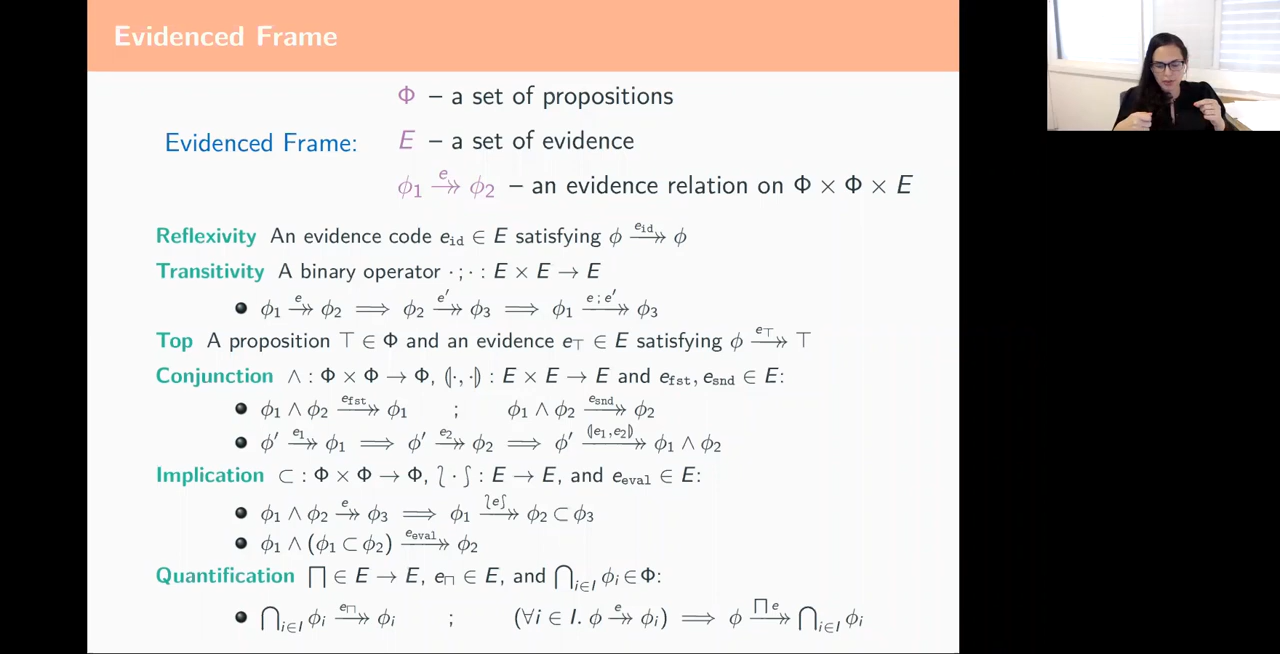 Evidenced Frame
Φ – a set of propositions
Evidenced Frame: E – a set of evidence
ϕ₁ —e↠ ϕ₂ – an evidence relation on Φ × Φ × E
Reflexivity An evidence code e_id ∈ E satisfying ϕ —e_id↠ ϕ
Transitivity A binary operator · ; · : E × E → E
• ϕ₁ —e↠ ϕ₂ ⟹ ϕ₂ —e′↠ ϕ₃ ⟹ ϕ₁ —e ; e′↠ ϕ₃
Top A proposition ⊤ ∈ Φ and an evidence e_⊤ ∈ E satisfying ϕ —e_⊤↠ ⊤
Conjunction ∧ : Φ × Φ → Φ, ⦇·, ·⦈ : E × E → E and e_fst, e_snd ∈ E:
• ϕ₁ ∧ ϕ₂ —e_fst↠ ϕ₁ ; ϕ₁ ∧ ϕ₂ —e_snd↠ ϕ₂
• ϕ′ —e₁↠ ϕ₁ ⟹ ϕ′ —e₂↠ ϕ₂ ⟹ ϕ′ —⦇e₁, e₂⦈↠ ϕ₁ ∧ ϕ₂
Implication ⊂ : Φ × Φ → Φ, ⟅ · ⟆ : E → E, and e_eval ∈ E:
• ϕ₁ ∧ ϕ₂ —e↠ ϕ₃ ⟹ ϕ₁ —⟅e⟆↠ ϕ₂ ⊂ ϕ₃
• ϕ₁ ∧ (ϕ₁ ⊂ ϕ₂) —e_eval↠ ϕ₂
Quantification ∏ ∈ E → E, e_∏ ∈ E, and ⋂_{i∈I} ϕᵢ ∈ Φ:
• ⋂_{i∈I} ϕᵢ —e_∏↠ ϕᵢ ; (∀i ∈ I. ϕ —e↠ ϕᵢ) ⟹ ϕ —∏ e↠ ⋂_{i∈I} ϕᵢ